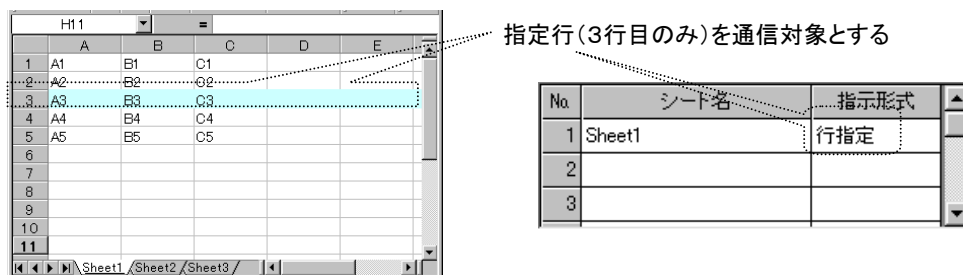 H11 =
指定行(3行目のみ)を通信対象とする
A B C D E
1 A1 B1 C1
2 A2 B2 C2
3 A3 B3 C3
4 A4 B4 C4
5 A5 B5 C5
6
7
8
9
10
11
Sheet1 Sheet2 Sheet3
No. シート名 指示形式
1 Sheet1 行指定
2
3